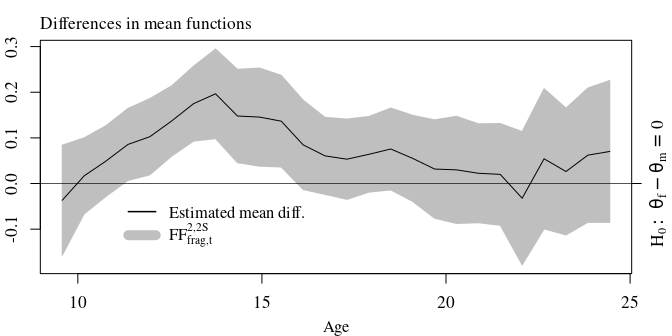 Differences in mean functions
0.3
0.2
0.1
0.0
-0.1
Estimated mean diff.
FF^{2,2S}_{frag,t}
10 15 20 25
Age
H₀: θ_f − θ_m = 0